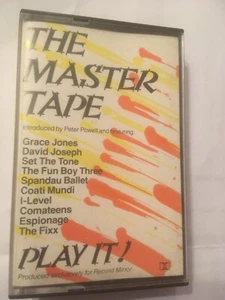 THE
MASTER
TAPE
Introduced by Peter Powell and featuring
Grace Jones
David Joseph
Set The Tone
The Fun Boy Three
Spandau Ballet
Coati Mundi
I-Level
Comateens
Espionage
The Fixx
PLAY IT!
Produced exclusively for Record Mirror